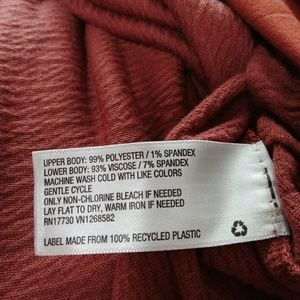 UPPER BODY: 99% POLYESTER / 1% SPANDEX
LOWER BODY: 93% VISCOSE / 7% SPANDEX
MACHINE WASH COLD WITH LIKE COLORS
GENTLE CYCLE
ONLY NON-CHLORINE BLEACH IF NEEDED
LAY FLAT TO DRY, WARM IRON IF NEEDED
RN17730 VN1268582
LABEL MADE FROM 100% RECYCLED PLASTIC